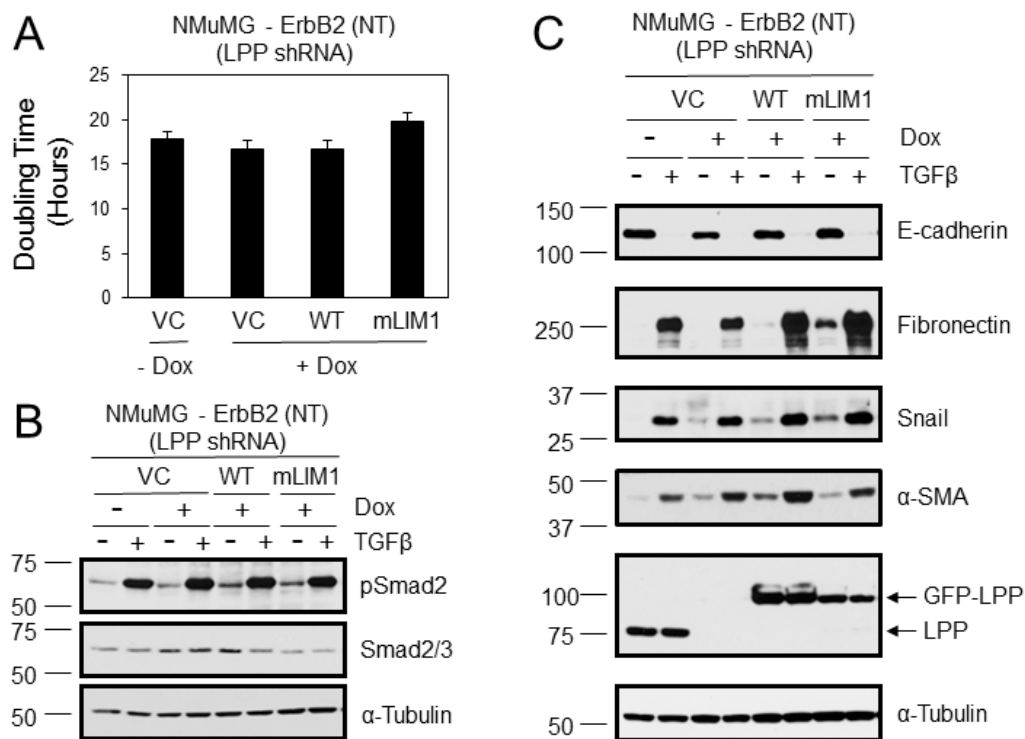 A
NMuMG - ErbB2 (NT)
(LPP shRNA)
Doubling Time
(Hours)
25
20
15
10
5
0
VC VC WT mLIM1
- Dox + Dox
B
NMuMG - ErbB2 (NT)
(LPP shRNA)
VC WT mLIM1
- + + + Dox
- + - + - + - + TGFβ
75
50
pSmad2
50
Smad2/3
50
α-Tubulin
C
NMuMG - ErbB2 (NT)
(LPP shRNA)
VC WT mLIM1
- + + + Dox
- + - + - + - + TGFβ
150
100
E-cadherin
250
Fibronectin
37
25
Snail
50
37
α-SMA
100
75
GFP-LPP
LPP
50
α-Tubulin